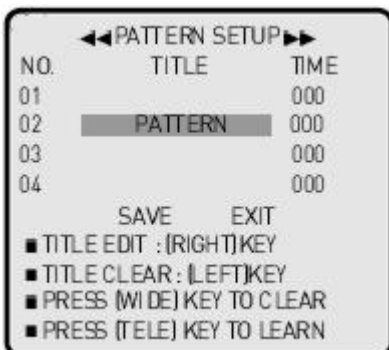 ◄◄PATTERN SETUP►►
NO. TITLE TIME
01 000
02 PATTERN 000
03 000
04 000
SAVE EXIT
■ TITLE EDIT : (RIGHT)KEY
■ TITLE CLEAR : (LEFT)KEY
■ PRESS (WIDE) KEY TO CLEAR
■ PRESS (TELE) KEY TO LEARN